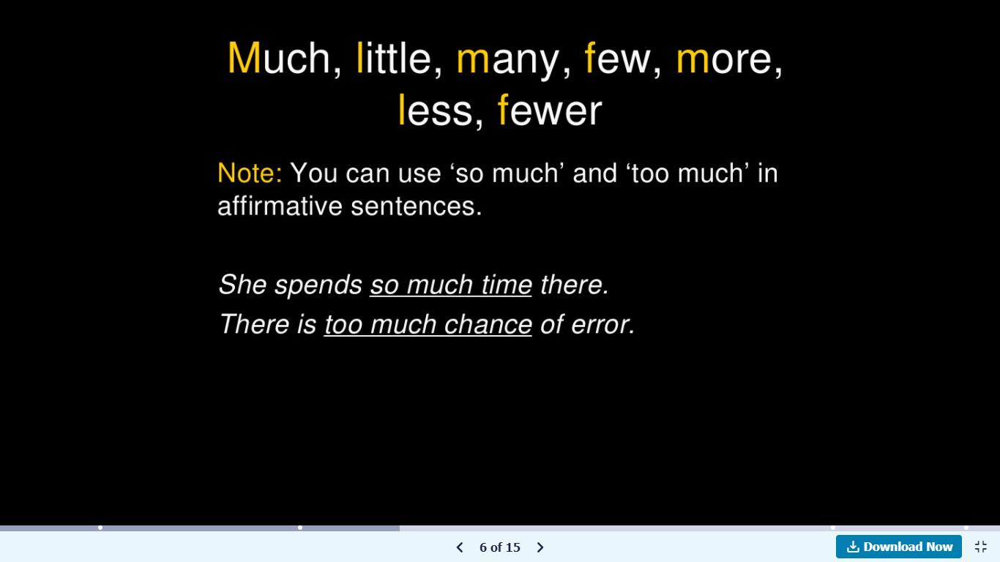 Much, little, many, few, more,
less, fewer
Note: You can use ‘so much’ and ‘too much’ in
affirmative sentences.
She spends so much time there.
There is too much chance of error.
6 of 15
Download Now